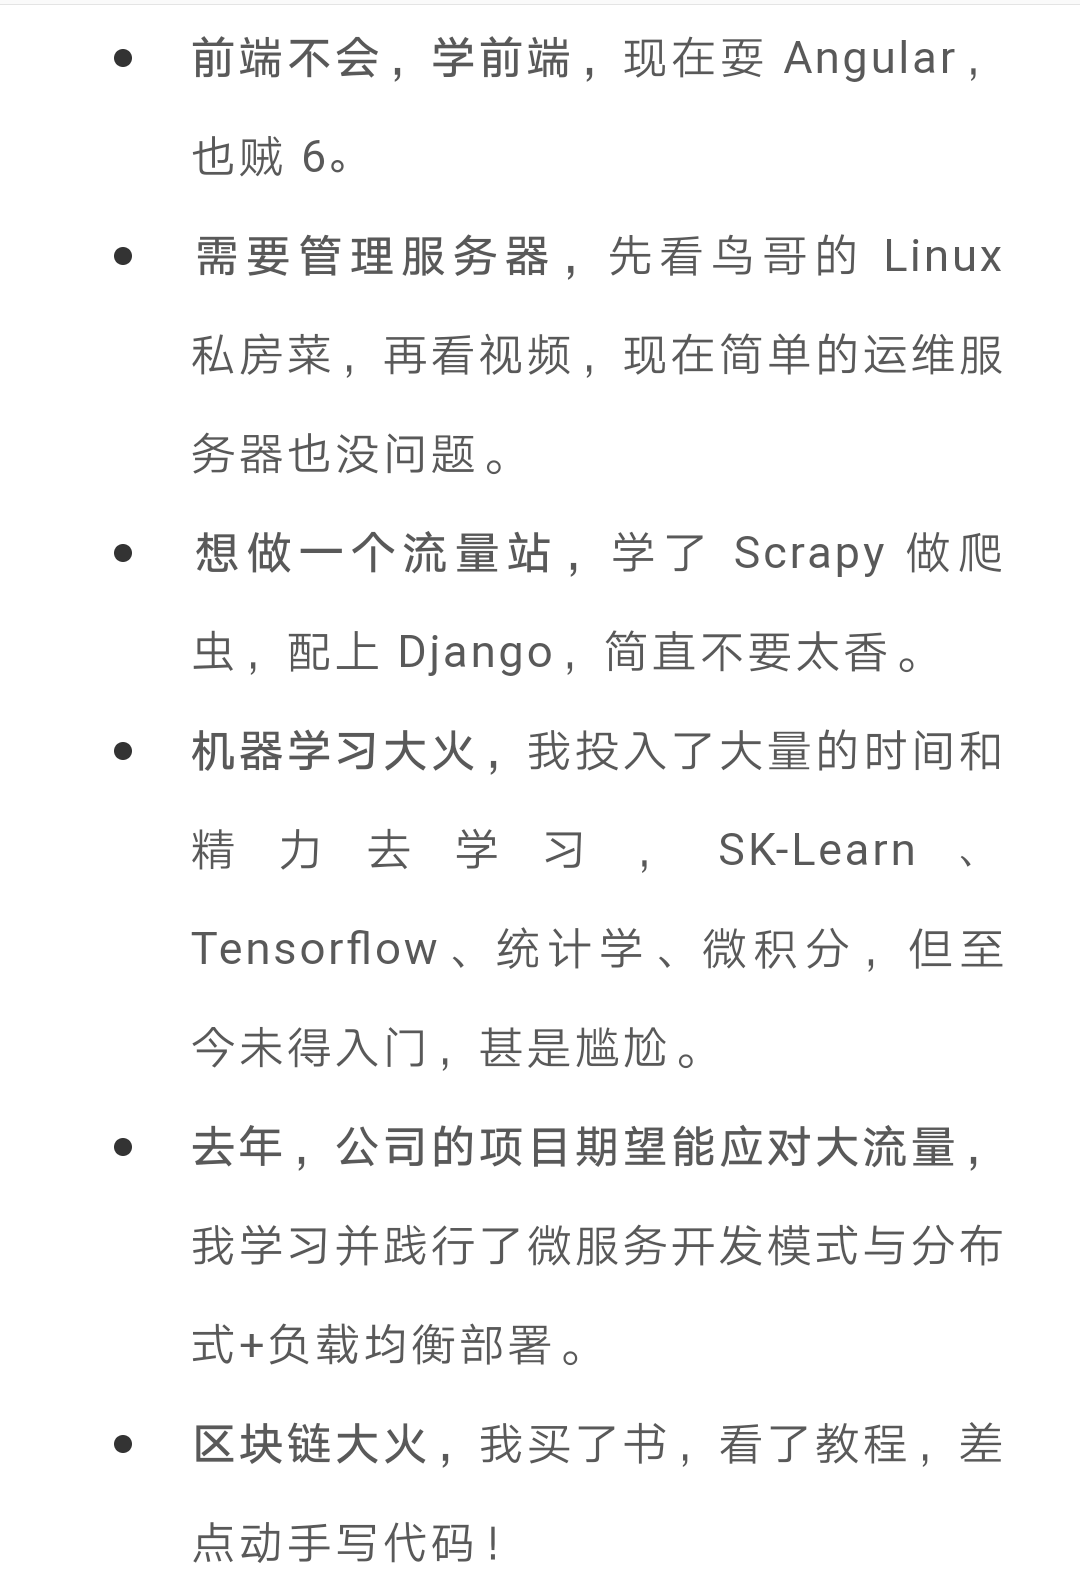 前端不会，学前端，现在耍 Angular，
也贼 6。
需要管理服务器，先看鸟哥的 Linux
私房菜，再看视频，现在简单的运维服
务器也没问题。
想做一个流量站，学了 Scrapy 做爬
虫，配上 Django，简直不要太香。
机器学习大火，我投入了大量的时间和
精力去学习，SK-Learn、
Tensorflow、统计学、微积分，但至
今未得入门，甚是尴尬。
去年，公司的项目期望能应对大流量，
我学习并践行了微服务开发模式与分布
式+负载均衡部署。
区块链大火，我买了书，看了教程，差
点动手写代码！